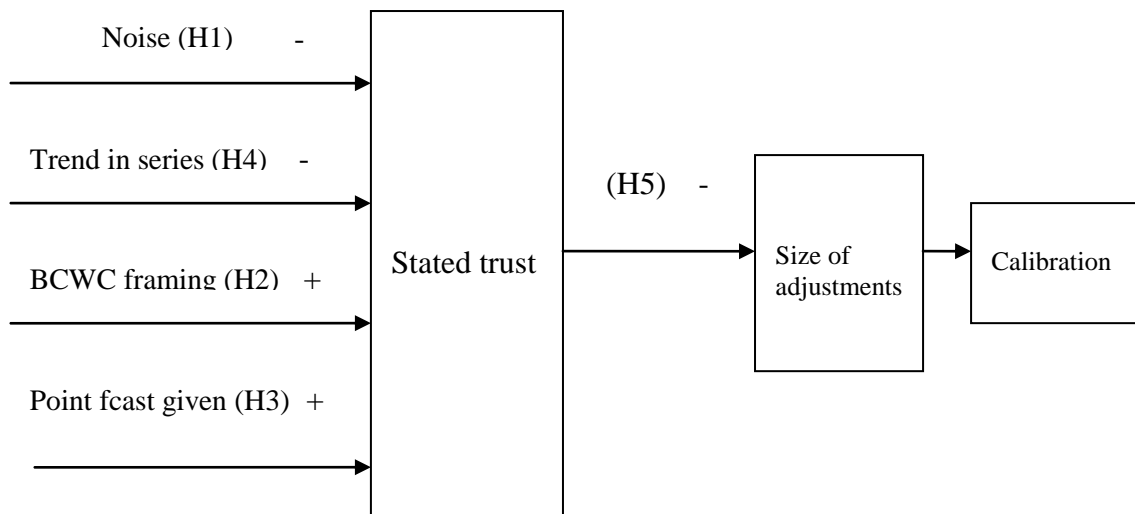 Noise (H1) -
Trend in series (H4) -
BCWC framing (H2) +
Point fcast given (H3) +
Stated trust
(H5) -
Size of
adjustments
Calibration